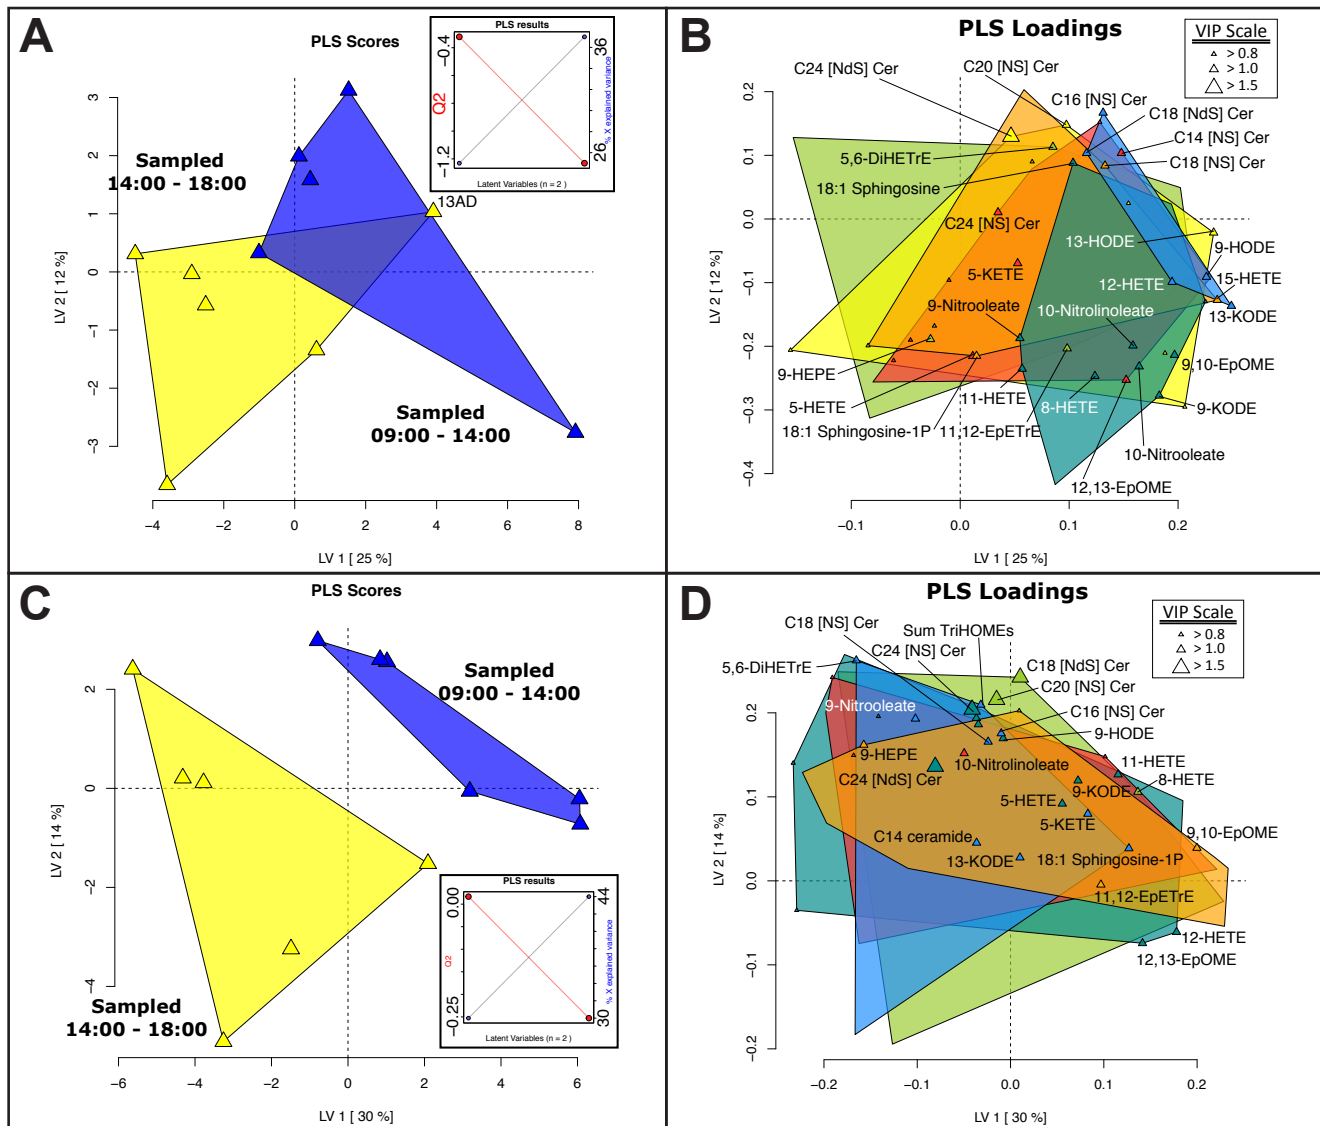 A
PLS Scores
PLS results
Q2
−0.4
−1.2
36
26
% X explained variance
Latent Variables (n = 2 )
Sampled
14:00 - 18:00
13AD
Sampled
09:00 - 14:00
LV 2 [ 12 %]
3
2
1
0
−1
−2
−3
−4
−2
0
2
4
6
8
LV 1 [ 25 %]
B
PLS Loadings
VIP Scale
> 0.8
> 1.0
> 1.5
C24 [NdS] Cer
C20 [NS] Cer
C16 [NS] Cer
C18 [NdS] Cer
C14 [NS] Cer
C18 [NS] Cer
5,6-DiHETrE
18:1 Sphingosine
C24 [NS] Cer
13-HODE
9-HODE
5-KETE
12-HETE
15-HETE
9-Nitrooleate
10-Nitrolinoleate
13-KODE
9-HEPE
9,10-EpOME
5-HETE
11-HETE
8-HETE
9-KODE
18:1 Sphingosine-1P
11,12-EpETrE
10-Nitrooleate
12,13-EpOME
LV 2 [ 12 %]
0.2
0.1
0.0
−0.1
−0.2
−0.3
−0.4
−0.1
0.0
0.1
0.2
LV 1 [ 25 %]
C
PLS Scores
Sampled
09:00 - 14:00
Sampled
14:00 - 18:00
PLS results
Q2
0.00
−0.25
44
30
% X explained variance
Latent Variables (n = 2 )
LV 2 [ 14 %]
2
0
−2
−4
−6
−4
−2
0
2
4
6
LV 1 [ 30 %]
D
PLS Loadings
VIP Scale
> 0.8
> 1.0
> 1.5
C18 [NS] Cer
Sum TriHOMEs
C24 [NS] Cer
5,6-DiHETrE
C18 [NdS] Cer
C20 [NS] Cer
9-Nitrooleate
C16 [NS] Cer
9-HODE
9-HEPE
10-Nitrolinoleate
11-HETE
C24 [NdS] Cer
8-HETE
9-KODE
5-HETE
5-KETE
9,10-EpOME
C14 ceramide
13-KODE
18:1 Sphingosine-1P
11,12-EpETrE
12-HETE
12,13-EpOME
LV 2 [ 14 %]
0.2
0.1
0.0
−0.1
−0.2
−0.2
−0.1
0.0
0.1
0.2
LV 1 [ 30 %]